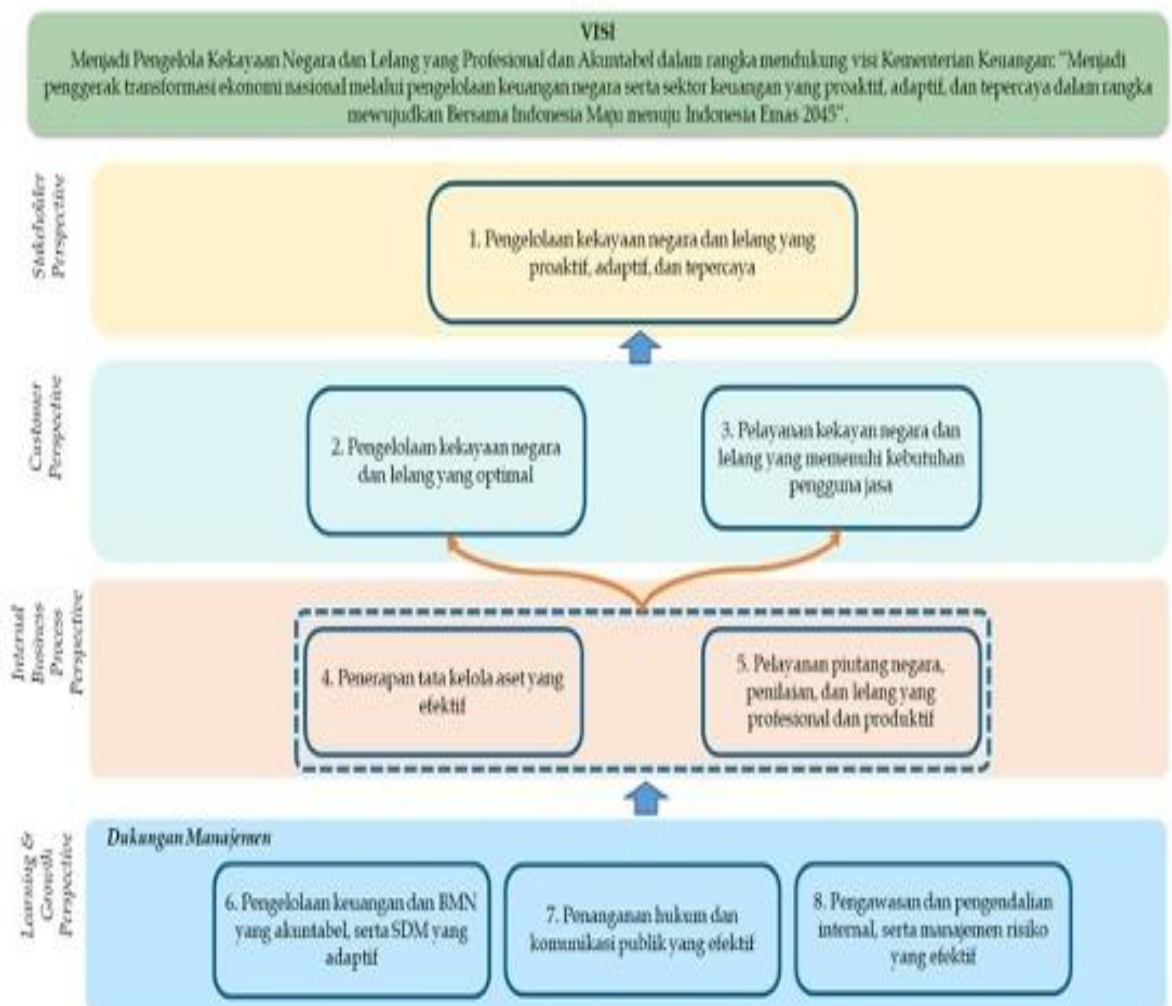 VISI
Menjadi Pengelola Kekayaan Negara dan Lelang yang Profesional dan Akuntabel dalam rangka mendukung visi Kementerian Keuangan: "Menjadi
penggerak transformasi ekonomi nasional melalui pengelolaan keuangan negara serta sektor keuangan yang proaktif, adaptif, dan tepercaya dalam rangka
mewujudkan Bersama Indonesia Maju menuju Indonesia Emas 2045".
Stakeholder
Perspective
1. Pengelolaan kekayaan negara dan lelang yang
proaktif, adaptif, dan tepercaya
Customer
Perspective
2. Pengelolaan kekayaan negara
dan lelang yang optimal
3. Pelayanan kekayan negara dan
lelang yang memenuhi kebutuhan
pengguna jasa
Internal
Business
Process
Perspective
4. Penerapan tata kelola aset yang
efektif
5. Pelayanan piutang negara,
penilaian, dan lelang yang
profesional dan produktif
Learning &
Growth
Perspective
Dukungan Manajemen
6. Pengelolaan keuangan dan BMN
yang akuntabel, serta SDM yang
adaptif
7. Penanganan hukum dan
komunikasi publik yang efektif
8. Pengawasan dan pengendalian
internal, serta manajemen risiko
yang efektif